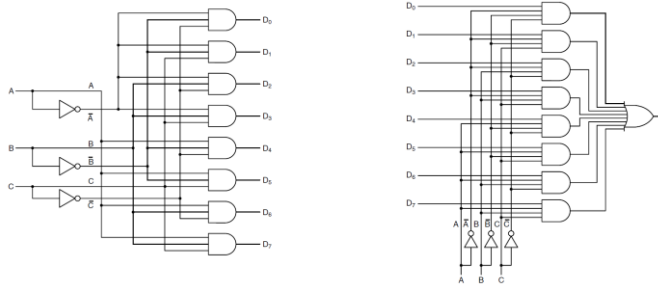 D₀
D₁
D₂
D₃
D₄
D₅
D₆
D₇
A
A
A̅
B
B
B̅
C
C
C̅
D₀
D₁
D₂
D₃
D₄
D₅
D₆
D₇
A A̅ B B̅ C C̅
A B C